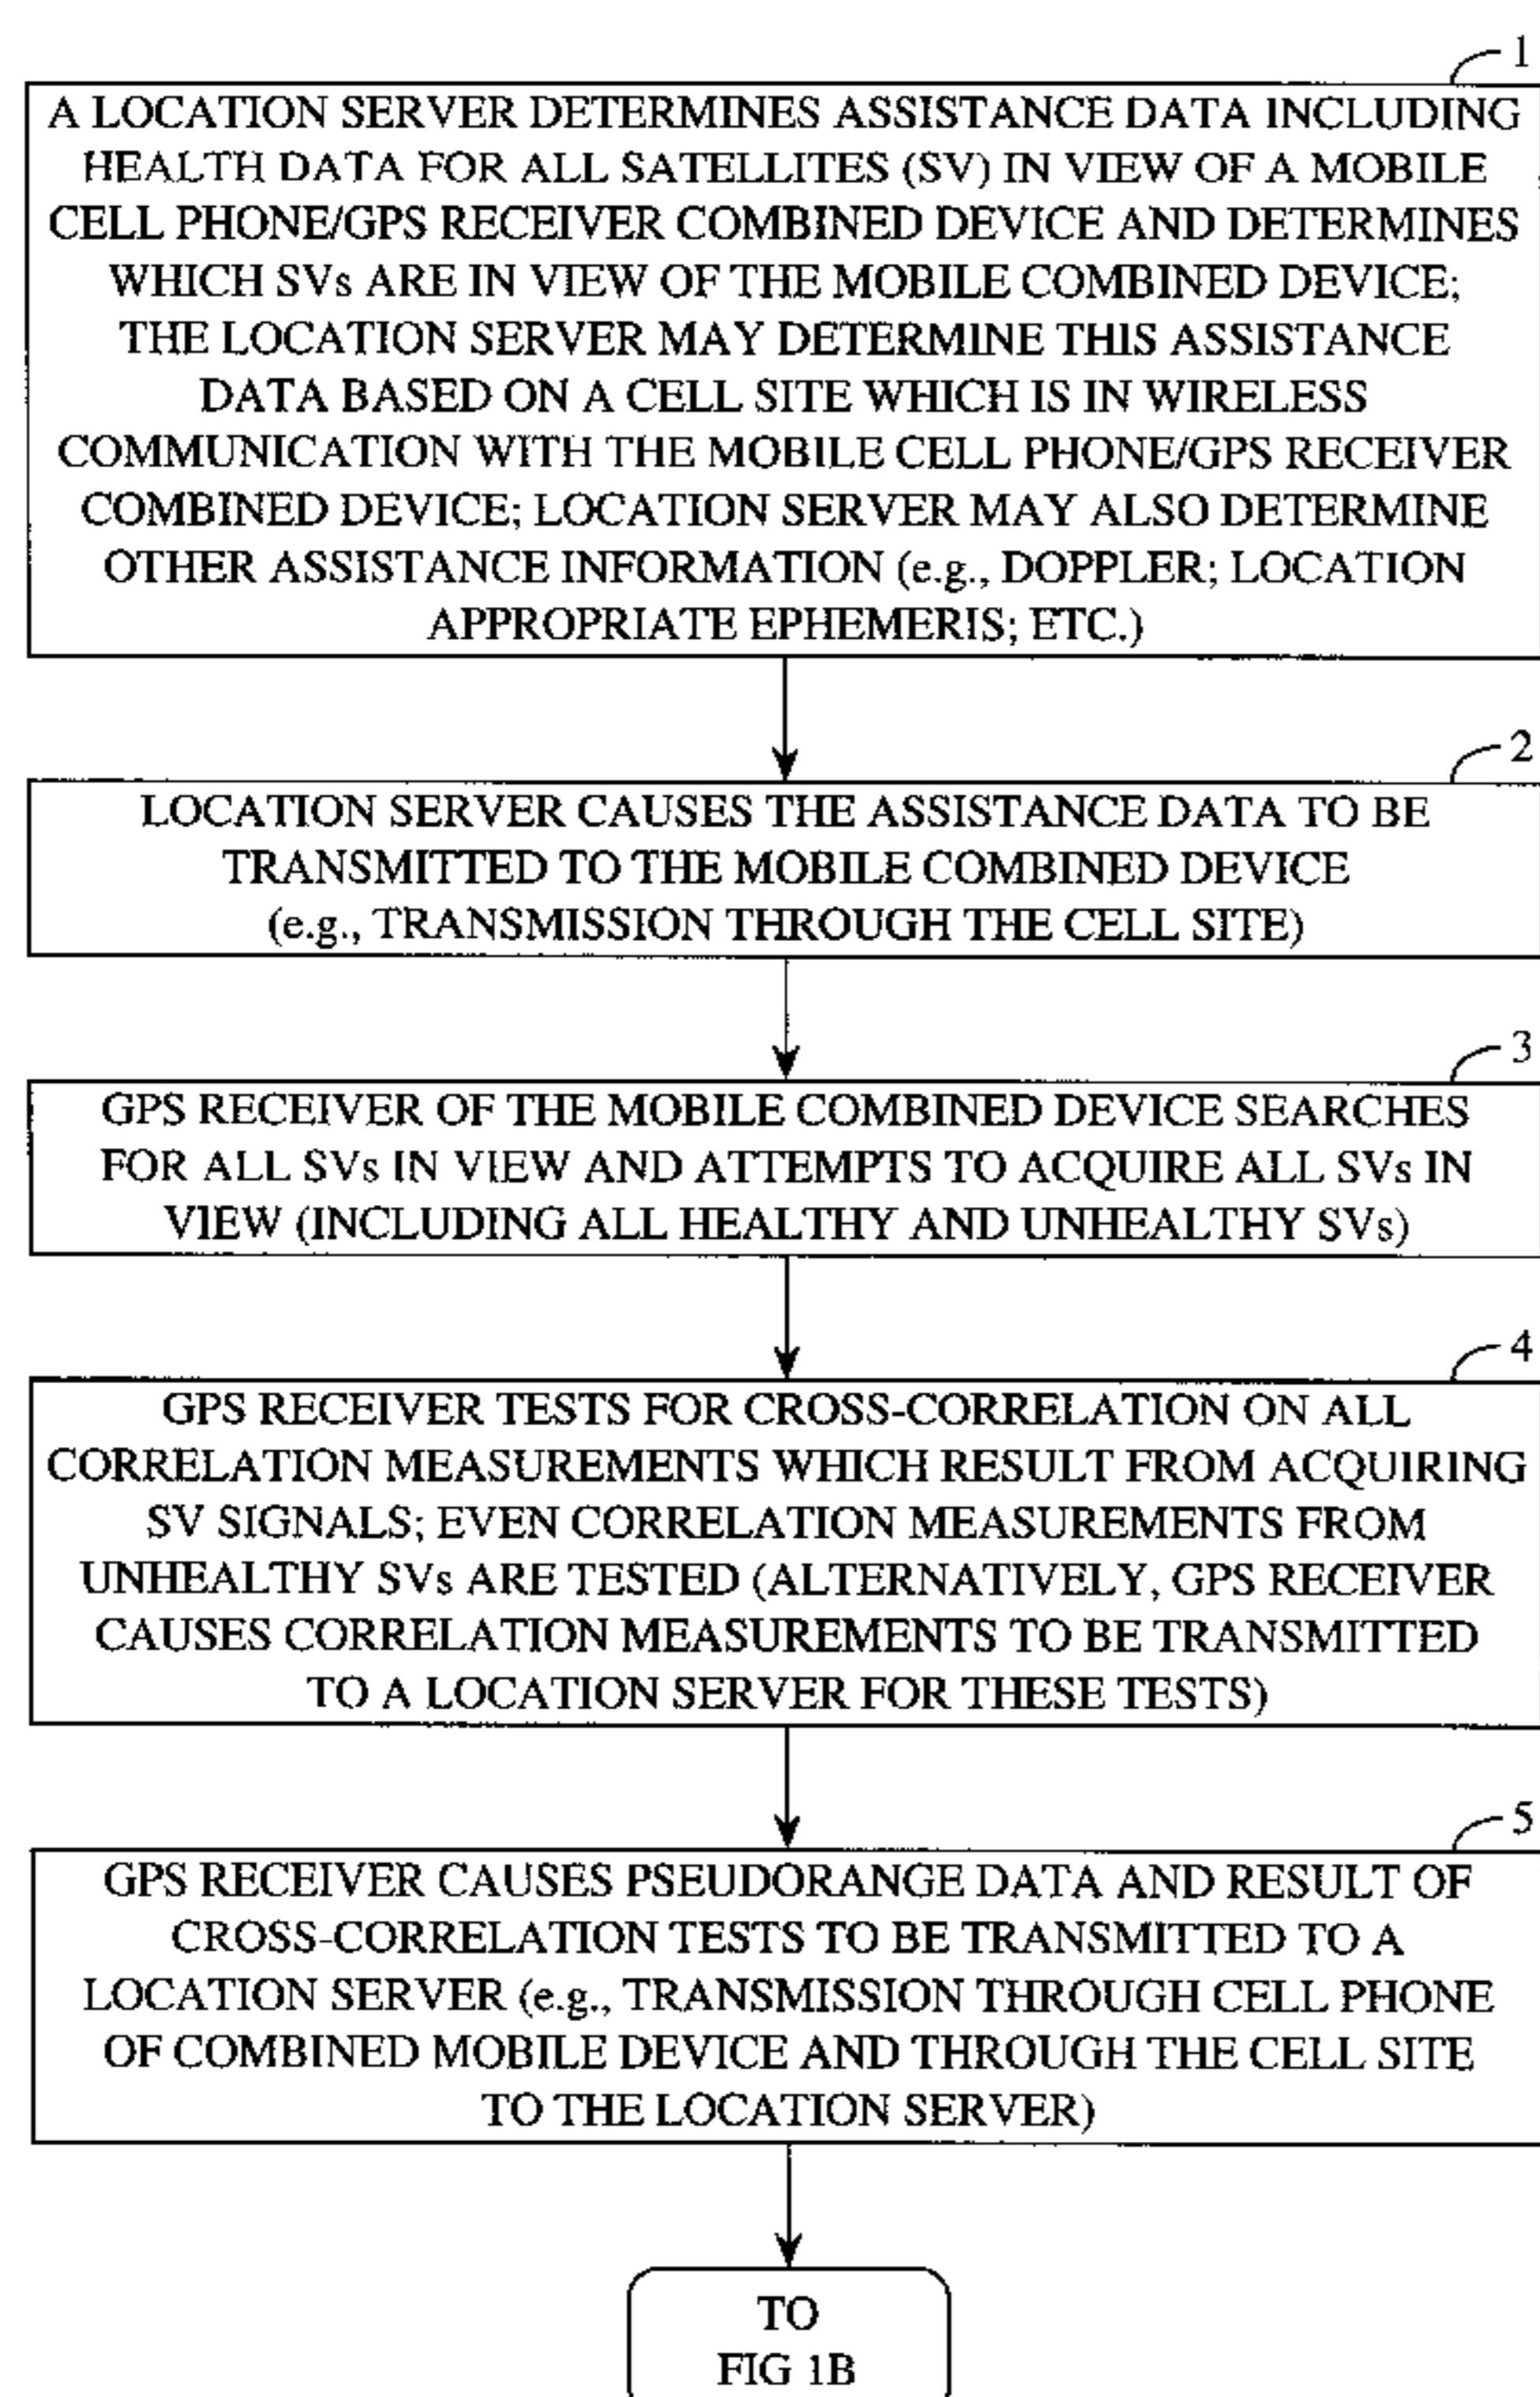 1
A LOCATION SERVER DETERMINES ASSISTANCE DATA INCLUDING
HEALTH DATA FOR ALL SATELLITES (SV) IN VIEW OF A MOBILE
CELL PHONE/GPS RECEIVER COMBINED DEVICE AND DETERMINES
WHICH SVs ARE IN VIEW OF THE MOBILE COMBINED DEVICE;
THE LOCATION SERVER MAY DETERMINE THIS ASSISTANCE
DATA BASED ON A CELL SITE WHICH IS IN WIRELESS
COMMUNICATION WITH THE MOBILE CELL PHONE/GPS RECEIVER
COMBINED DEVICE; LOCATION SERVER MAY ALSO DETERMINE
OTHER ASSISTANCE INFORMATION (e.g., DOPPLER; LOCATION
APPROPRIATE EPHEMERIS; ETC.)
2
LOCATION SERVER CAUSES THE ASSISTANCE DATA TO BE
TRANSMITTED TO THE MOBILE COMBINED DEVICE
(e.g., TRANSMISSION THROUGH THE CELL SITE)
3
GPS RECEIVER OF THE MOBILE COMBINED DEVICE SEARCHES
FOR ALL SVs IN VIEW AND ATTEMPTS TO ACQUIRE ALL SVs IN
VIEW (INCLUDING ALL HEALTHY AND UNHEALTHY SVs)
4
GPS RECEIVER TESTS FOR CROSS-CORRELATION ON ALL
CORRELATION MEASUREMENTS WHICH RESULT FROM ACQUIRING
SV SIGNALS; EVEN CORRELATION MEASUREMENTS FROM
UNHEALTHY SVs ARE TESTED (ALTERNATIVELY, GPS RECEIVER
CAUSES CORRELATION MEASUREMENTS TO BE TRANSMITTED
TO A LOCATION SERVER FOR THESE TESTS)
5
GPS RECEIVER CAUSES PSEUDORANGE DATA AND RESULT OF
CROSS-CORRELATION TESTS TO BE TRANSMITTED TO A
LOCATION SERVER (e.g., TRANSMISSION THROUGH CELL PHONE
OF COMBINED MOBILE DEVICE AND THROUGH THE CELL SITE
TO THE LOCATION SERVER)
TO
FIG 1B